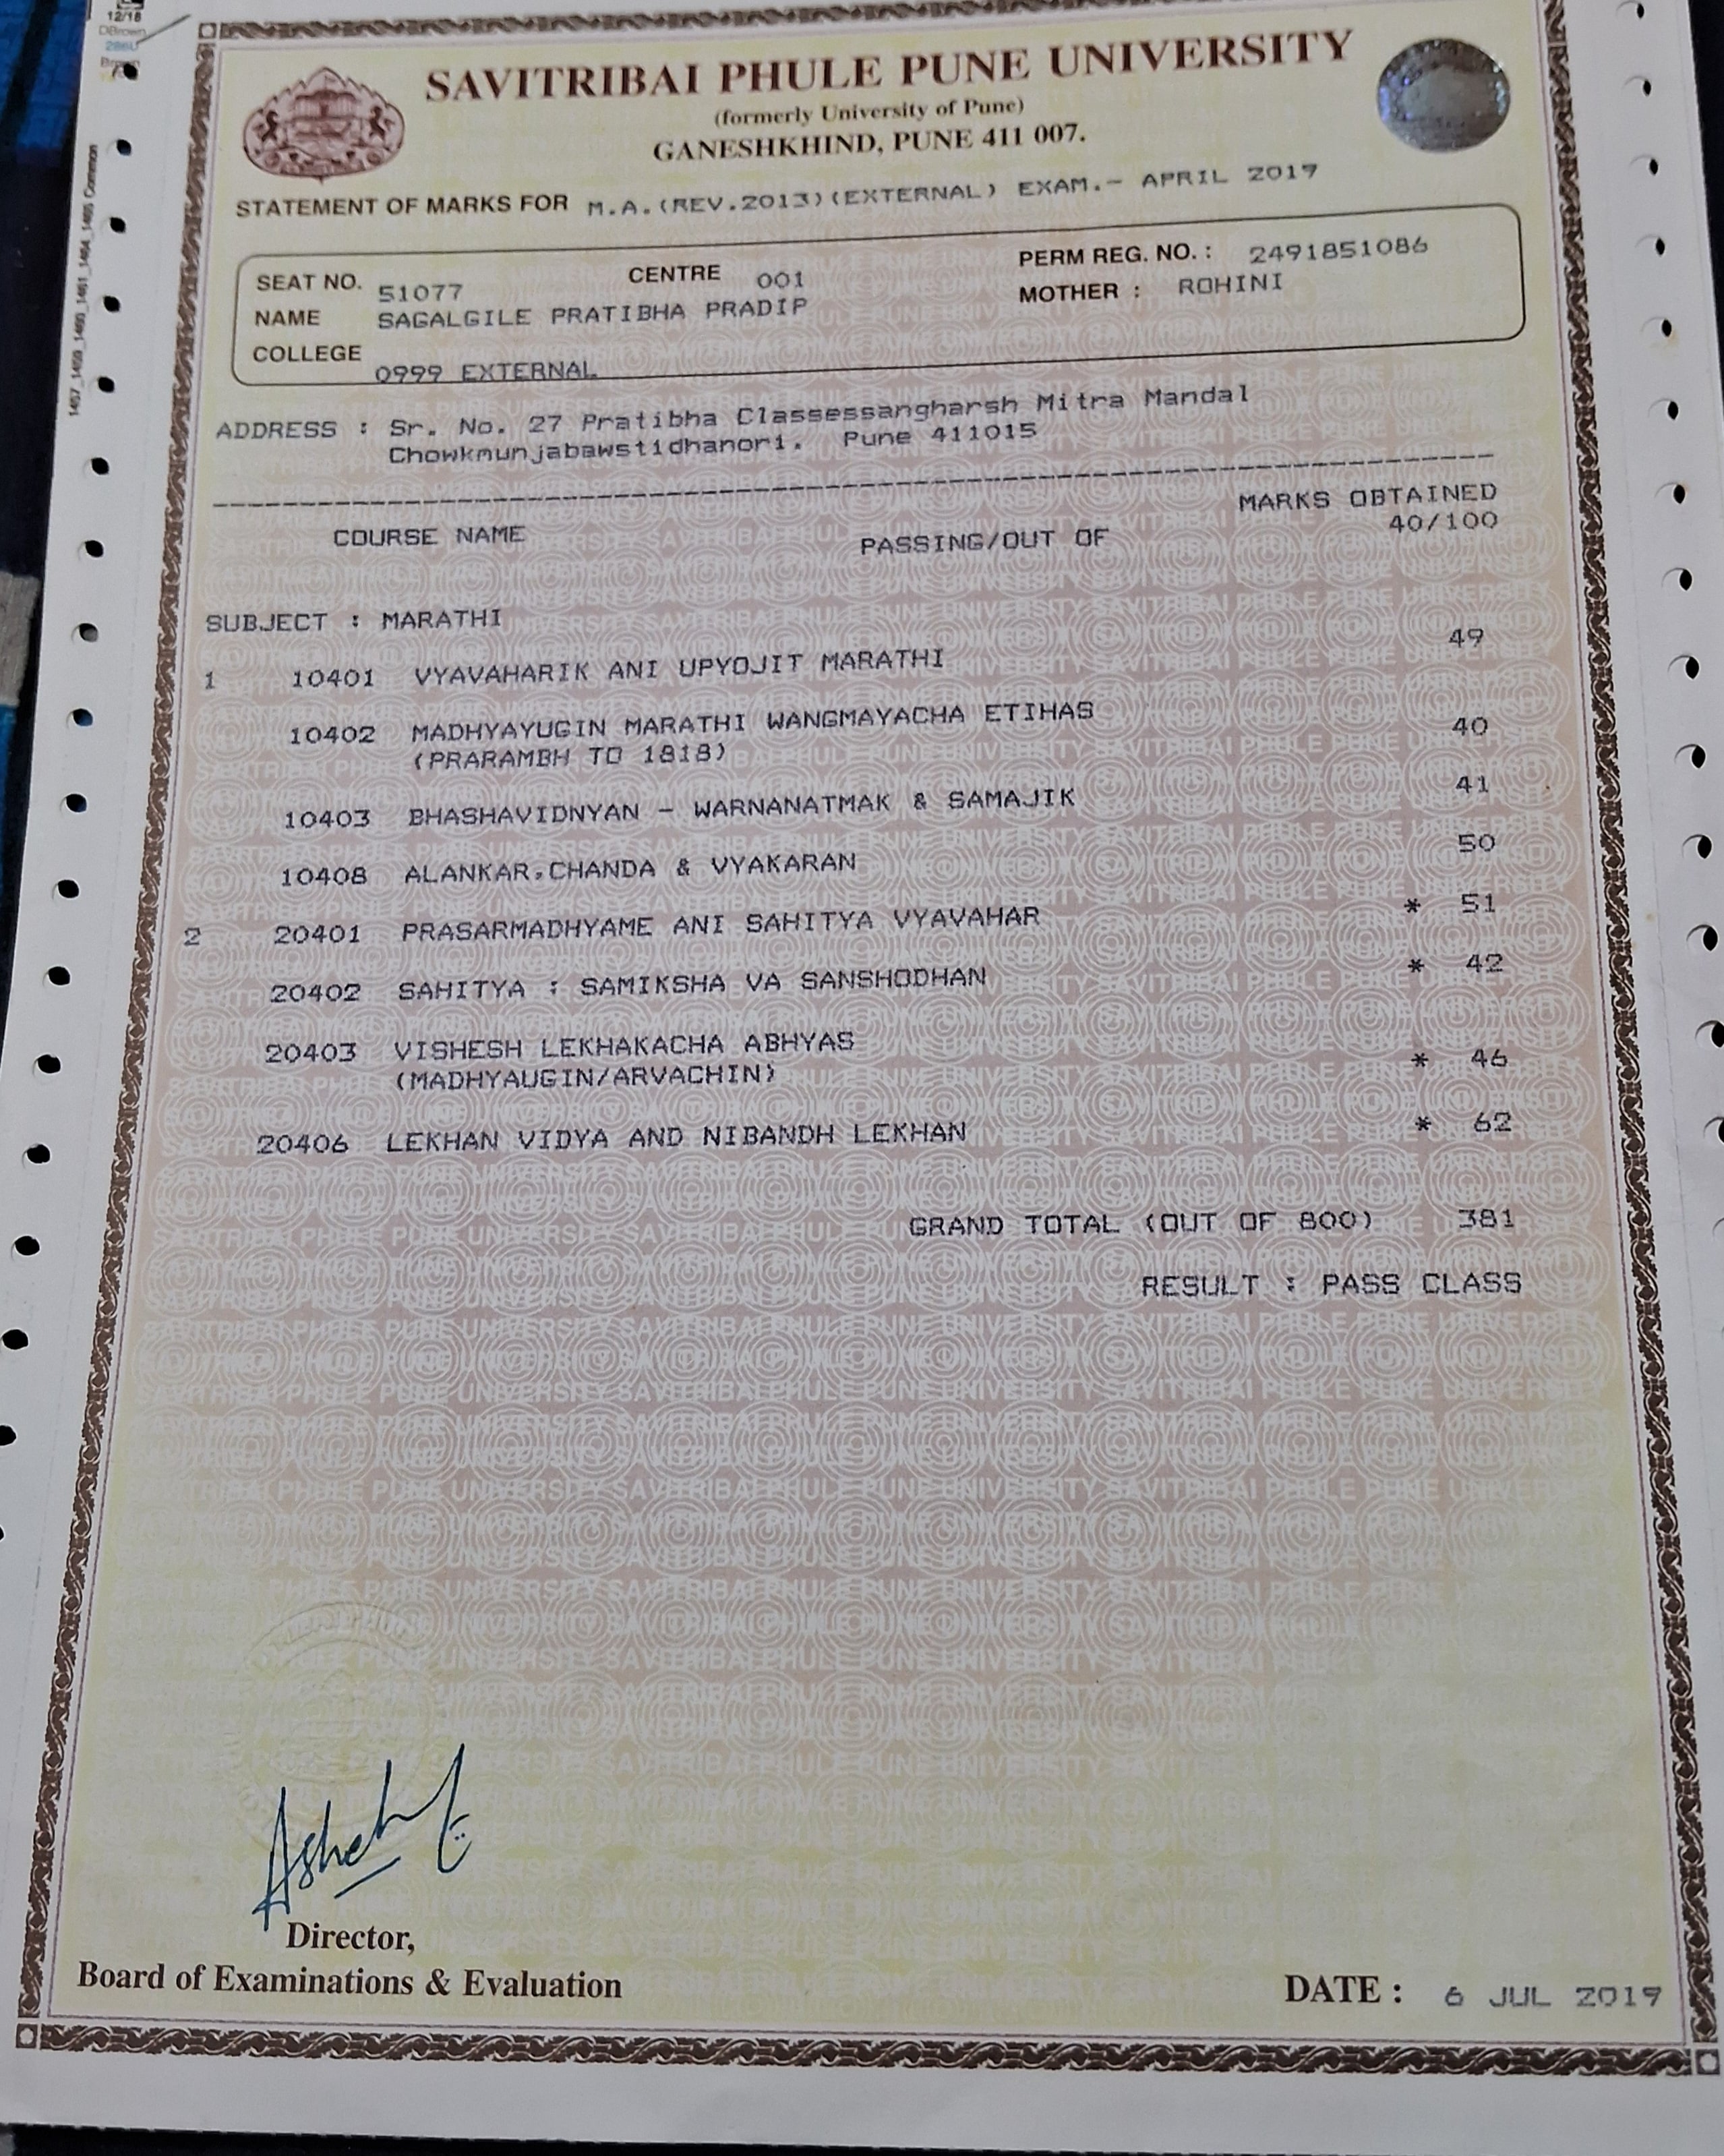 12/18
DBrown
286U
SAVITRIBAI PHULE PUNE UNIVERSITY
(formerly University of Pune)
GANESHKHIND, PUNE 411 007.
STATEMENT OF MARKS FOR M.A.(REV.2013)(EXTERNAL) EXAM.- APRIL 2019
SEAT NO. 51077 CENTRE 001 PERM REG. NO. : 2491851086
NAME SAGALGILE PRATIBHA PRADIP MOTHER : ROHINI
COLLEGE 0999 EXTERNAL
ADDRESS : Sr. No. 27 Pratibha Classessangharsh Mitra Mandal
Chowkmunjabawstidhanori. Pune 411015
COURSE NAME PASSING/OUT OF MARKS OBTAINED
40/100
SUBJECT : MARATHI
1 10401 VYAVAHARIK ANI UPYOJIT MARATHI 49
10402 MADHYAYUGIN MARATHI WANGMAYACHA ETIHAS 40
(PRARAMBH TO 1818)
10403 BHASHAVIDNYAN - WARNANATMAK & SAMAJIK 41
10408 ALANKAR,CHANDA & VYAKARAN 50
2 20401 PRASARMADHYAME ANI SAHITYA VYAVAHAR * 51
20402 SAHITYA : SAMIKSHA VA SANSHODHAN * 42
20403 VISHESH LEKHAKACHA ABHYAS * 46
(MADHYAUGIN/ARVACHIN)
20406 LEKHAN VIDYA AND NIBANDH LEKHAN * 62
GRAND TOTAL (OUT OF 800) 381
RESULT : PASS CLASS
Director,
Board of Examinations & Evaluation
DATE : 6 JUL 2019